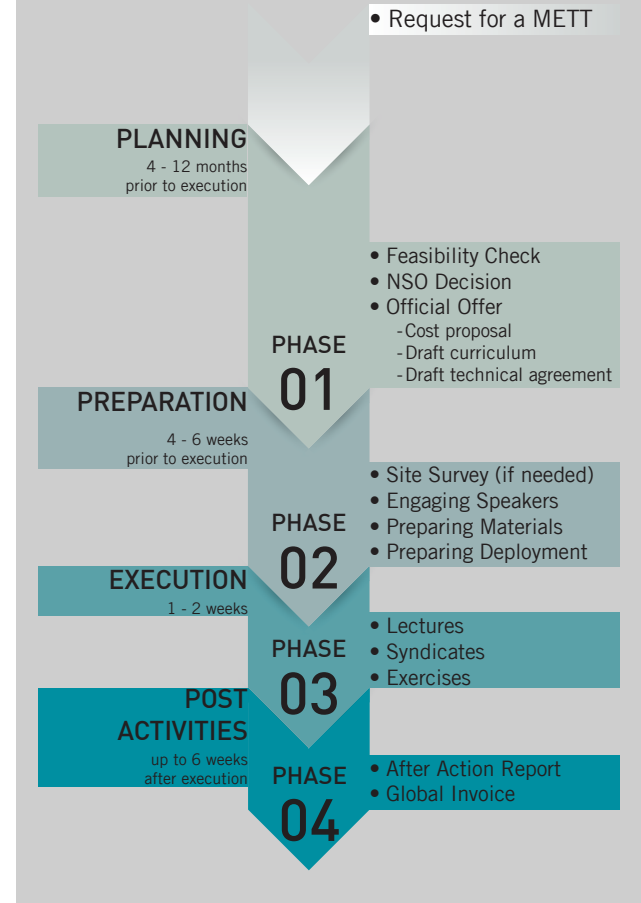 • Request for a METT
PLANNING
4 - 12 months
prior to execution
• Feasibility Check
• NSO Decision
• Official Offer
- Cost proposal
- Draft curriculum
- Draft technical agreement
PHASE
01
PREPARATION
4 - 6 weeks
prior to execution
• Site Survey (if needed)
• Engaging Speakers
• Preparing Materials
• Preparing Deployment
PHASE
02
EXECUTION
1 - 2 weeks
• Lectures
• Syndicates
• Exercises
PHASE
03
POST
ACTIVITIES
up to 6 weeks
after execution
• After Action Report
• Global Invoice
PHASE
04